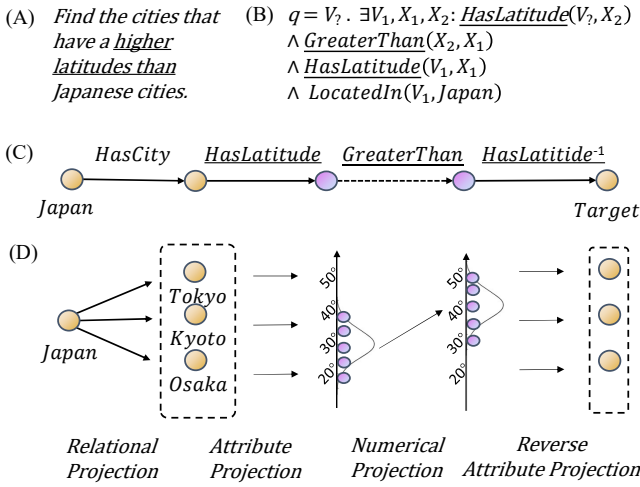 (A) Find the cities that
have a higher
latitudes than
Japanese cities.
(B) q = V? . ∃V1, X1, X2: HasLatitude(V?, X2)
∧ GreaterThan(X2, X1)
∧ HasLatitude(V1, X1)
∧ LocatedIn(V1, Japan)
(C)
HasCity HasLatitude GreaterThan HasLatitide-1
Japan Target
(D)
Japan
Tokyo
Kyoto
Osaka
50°
40°
30°
20°
50°
40°
30°
20°
Relational
Projection
Attribute
Projection
Numerical
Projection
Reverse
Attribute Projection